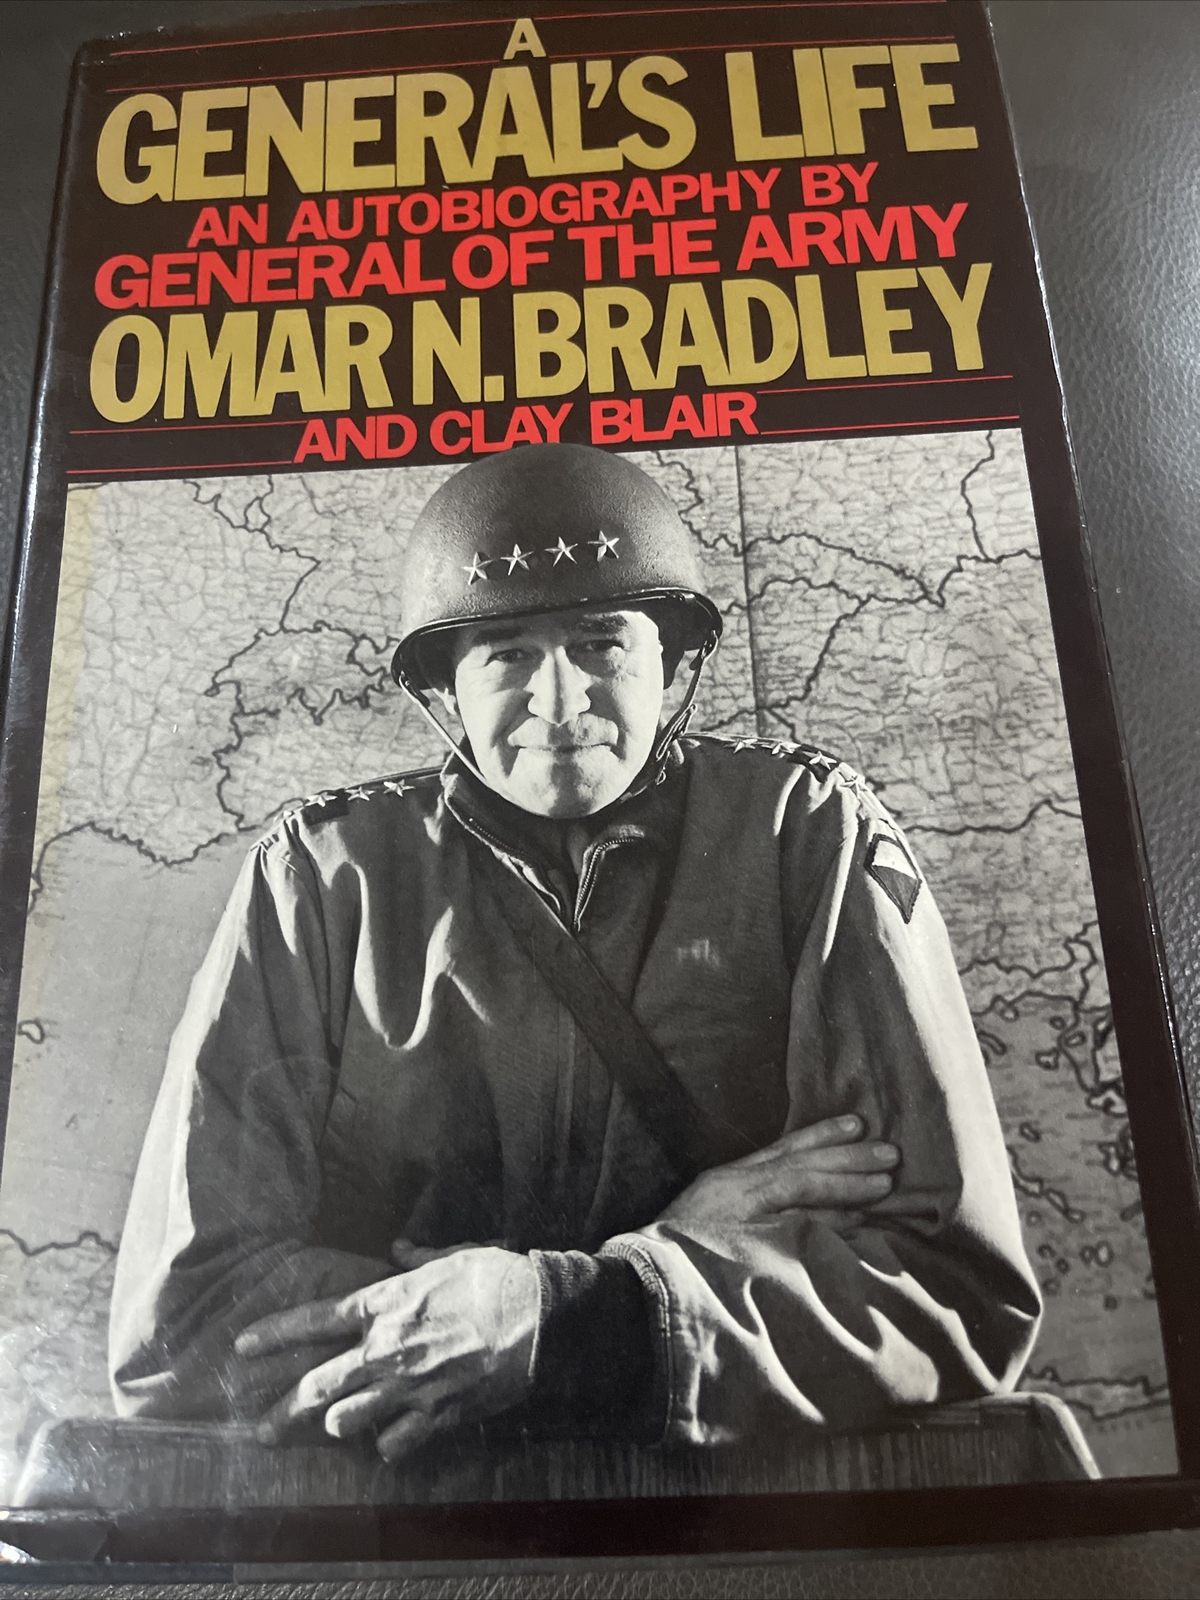 A
GENERAL'S LIFE
AN AUTOBIOGRAPHY BY
GENERAL OF THE ARMY
OMAR N. BRADLEY
AND CLAY BLAIR